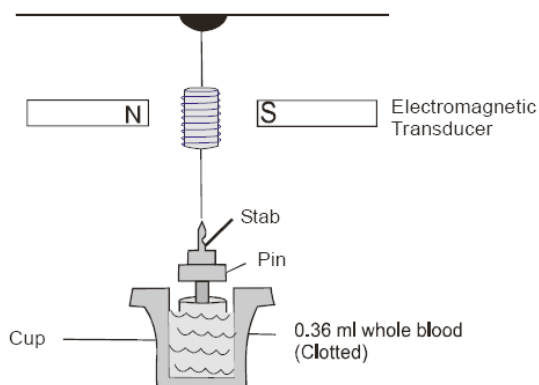 N
S
Electromagnetic
Transducer
Stab
Pin
Cup
0.36 ml whole blood
(Clotted)